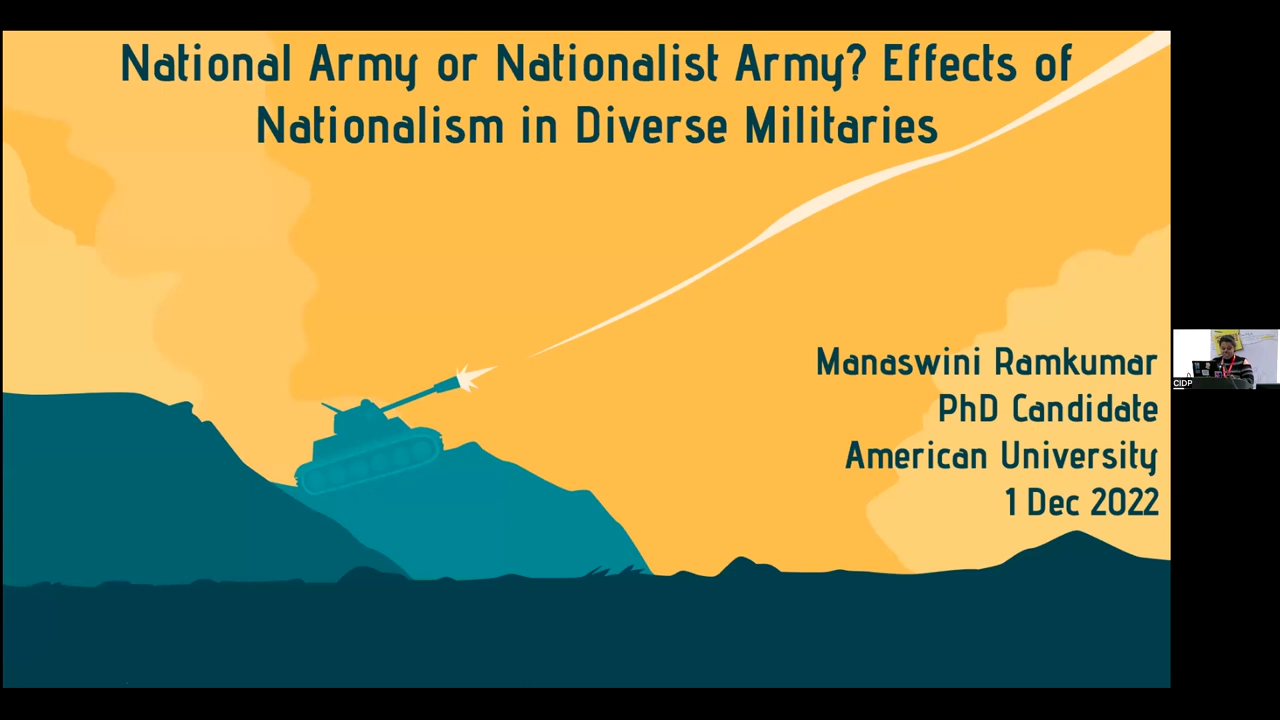 National Army or Nationalist Army? Effects of
Nationalism in Diverse Militaries
Manaswini Ramkumar
PhD Candidate
American University
1 Dec 2022
CIDP